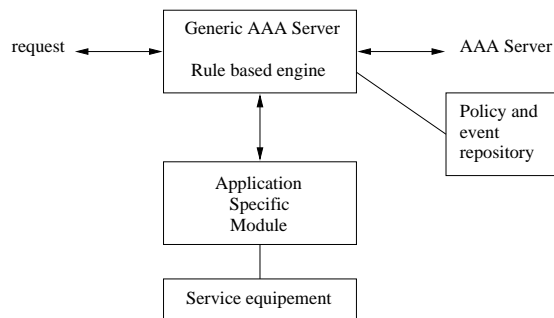 Generic AAA Server
request
AAA Server
Rule based engine
Policy and
event
repository
Application
Specific
Module
Service equipement